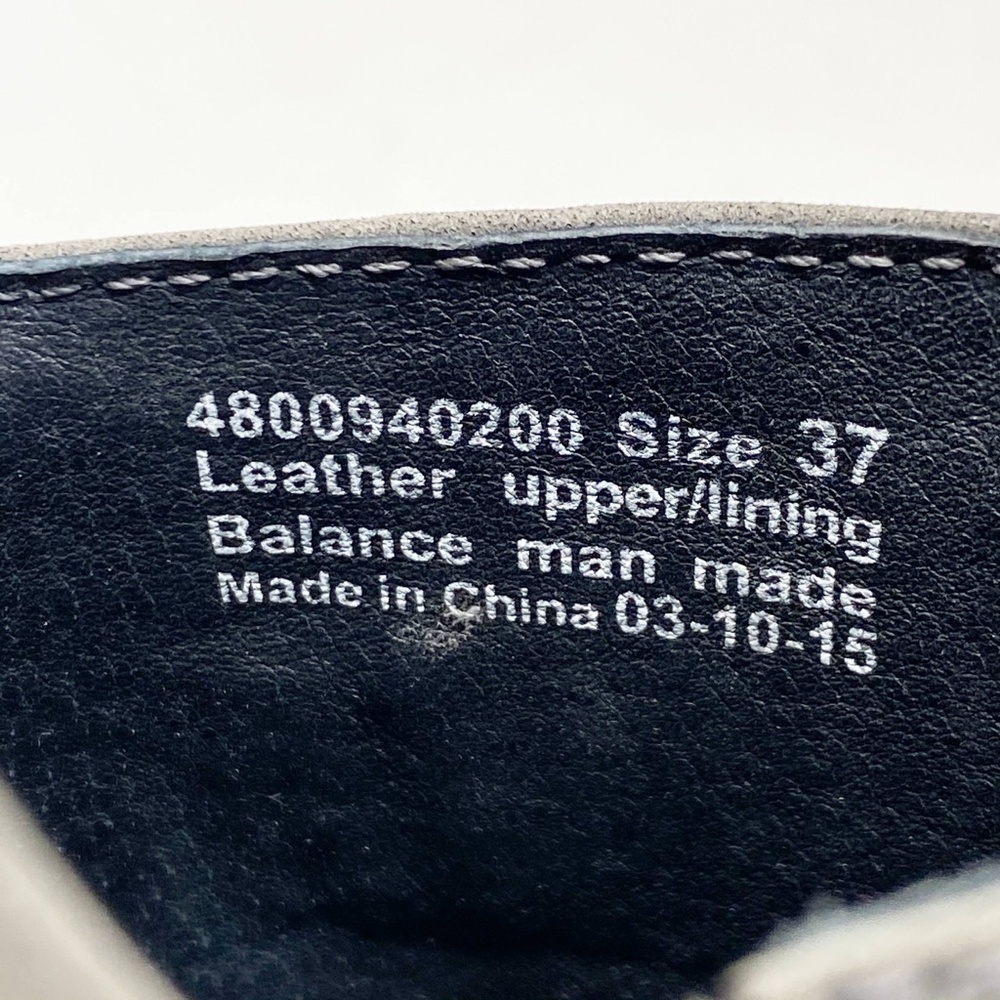 4800940200 Size 37
Leather upper/lining
Balance man made
Made in China 03-10-15